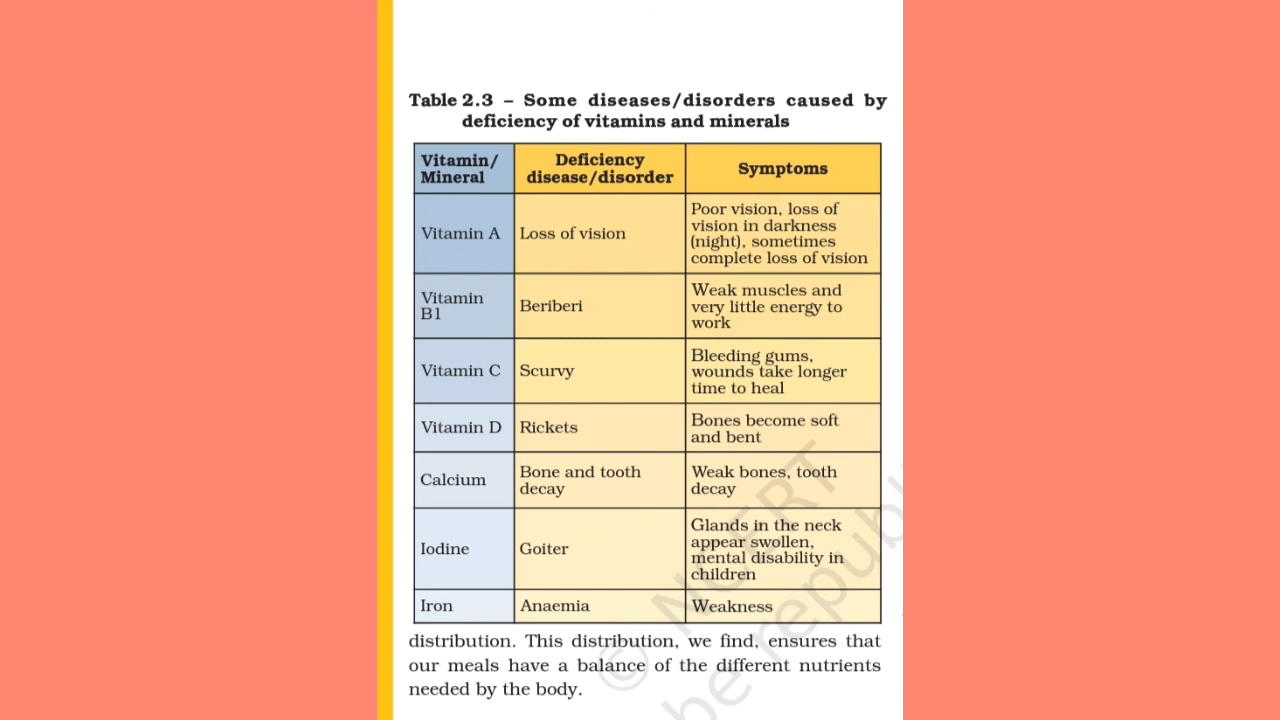 Table 2.3 – Some diseases/disorders caused by
deficiency of vitamins and minerals
Vitamin/
Mineral
Deficiency
disease/disorder
Symptoms
Vitamin A
Loss of vision
Poor vision, loss of
vision in darkness
(night), sometimes
complete loss of vision
Vitamin
B1
Beriberi
Weak muscles and
very little energy to
work
Vitamin C
Scurvy
Bleeding gums,
wounds take longer
time to heal
Vitamin D
Rickets
Bones become soft
and bent
Calcium
Bone and tooth
decay
Weak bones, tooth
decay
Iodine
Goiter
Glands in the neck
appear swollen,
mental disability in
children
Iron
Anaemia
Weakness
distribution. This distribution, we find, ensures that
our meals have a balance of the different nutrients
needed by the body.
© NCERT
be republ